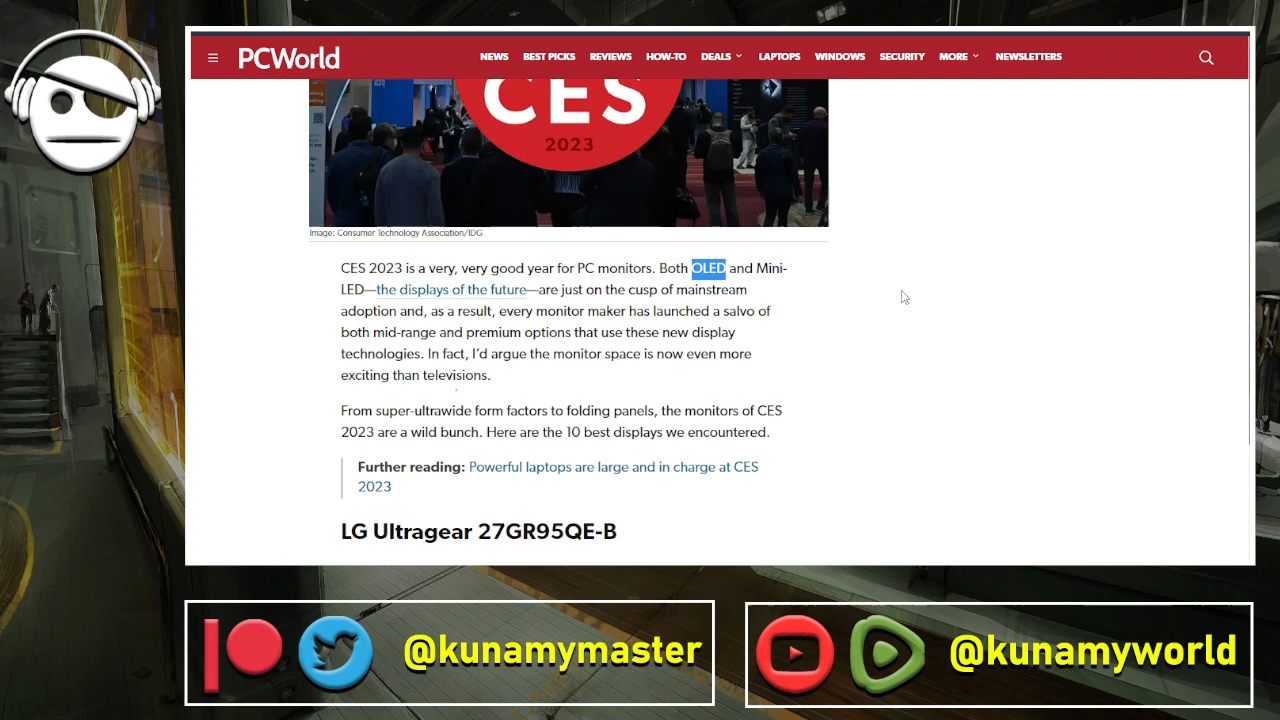 PCWorld
NEWS BEST PICKS REVIEWS HOW-TO DEALS LAPTOPS WINDOWS SECURITY MORE NEWSLETTERS
CES
2023
Image: Consumer Technology Association/IDG
CES 2023 is a very, very good year for PC monitors. Both OLED and Mini-
LED—the displays of the future—are just on the cusp of mainstream
adoption and, as a result, every monitor maker has launched a salvo of
both mid-range and premium options that use these new display
technologies. In fact, I’d argue the monitor space is now even more
exciting than televisions.
From super-ultrawide form factors to folding panels, the monitors of CES
2023 are a wild bunch. Here are the 10 best displays we encountered.
Further reading: Powerful laptops are large and in charge at CES
2023
LG Ultragear 27GR95QE-B
@kunamymaster
@kunamyworld